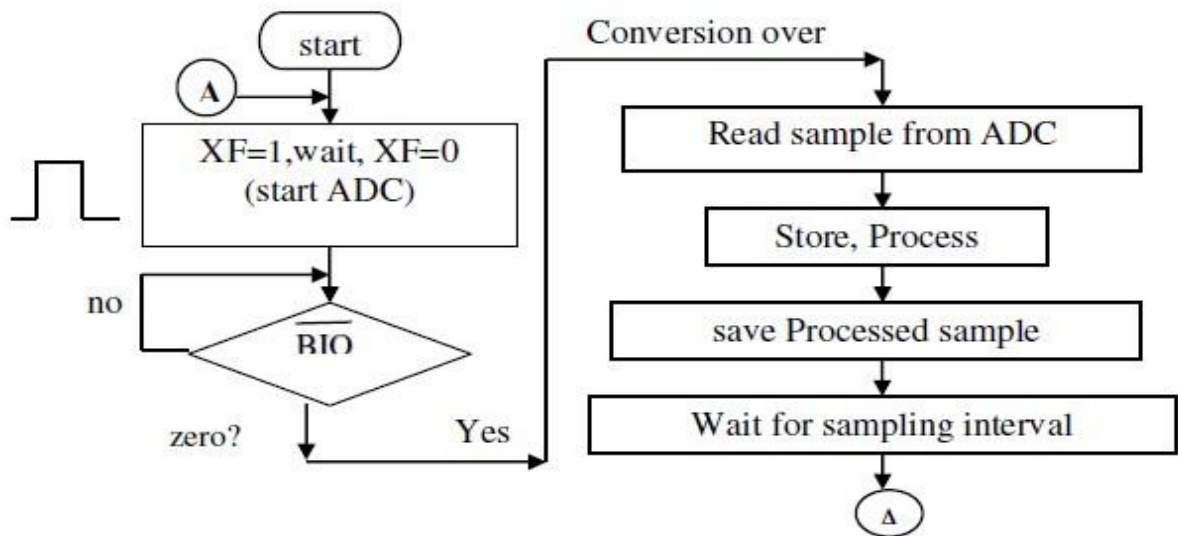 start
A
XF=1,wait, XF=0
(start ADC)
no
BIO
zero?
Yes
Conversion over
Read sample from ADC
Store, Process
save Processed sample
Wait for sampling interval
A